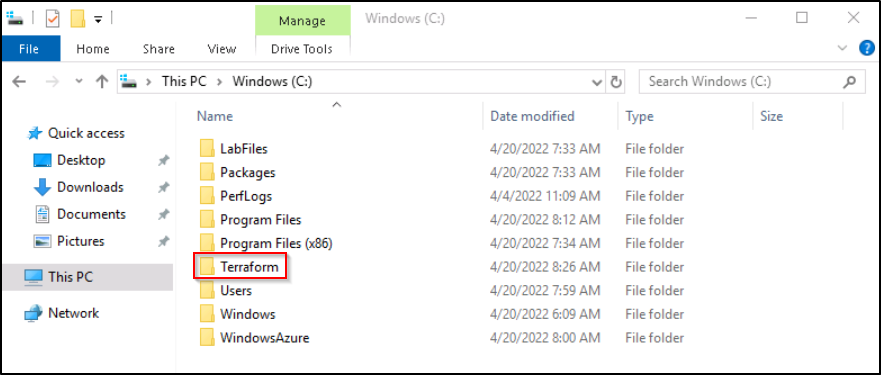 Manage Windows (C:)
File Home Share View Drive Tools
This PC Windows (C:) Search Windows (C:)
Name Date modified Type Size
Quick access
Desktop
Downloads
Documents
Pictures
This PC
Network
LabFiles 4/20/2022 7:33 AM File folder
Packages 4/20/2022 7:33 AM File folder
PerfLogs 4/4/2022 11:09 AM File folder
Program Files 4/20/2022 8:12 AM File folder
Program Files (x86) 4/20/2022 7:34 AM File folder
Terraform 4/20/2022 8:26 AM File folder
Users 4/20/2022 7:59 AM File folder
Windows 4/20/2022 6:09 AM File folder
WindowsAzure 4/20/2022 8:00 AM File folder